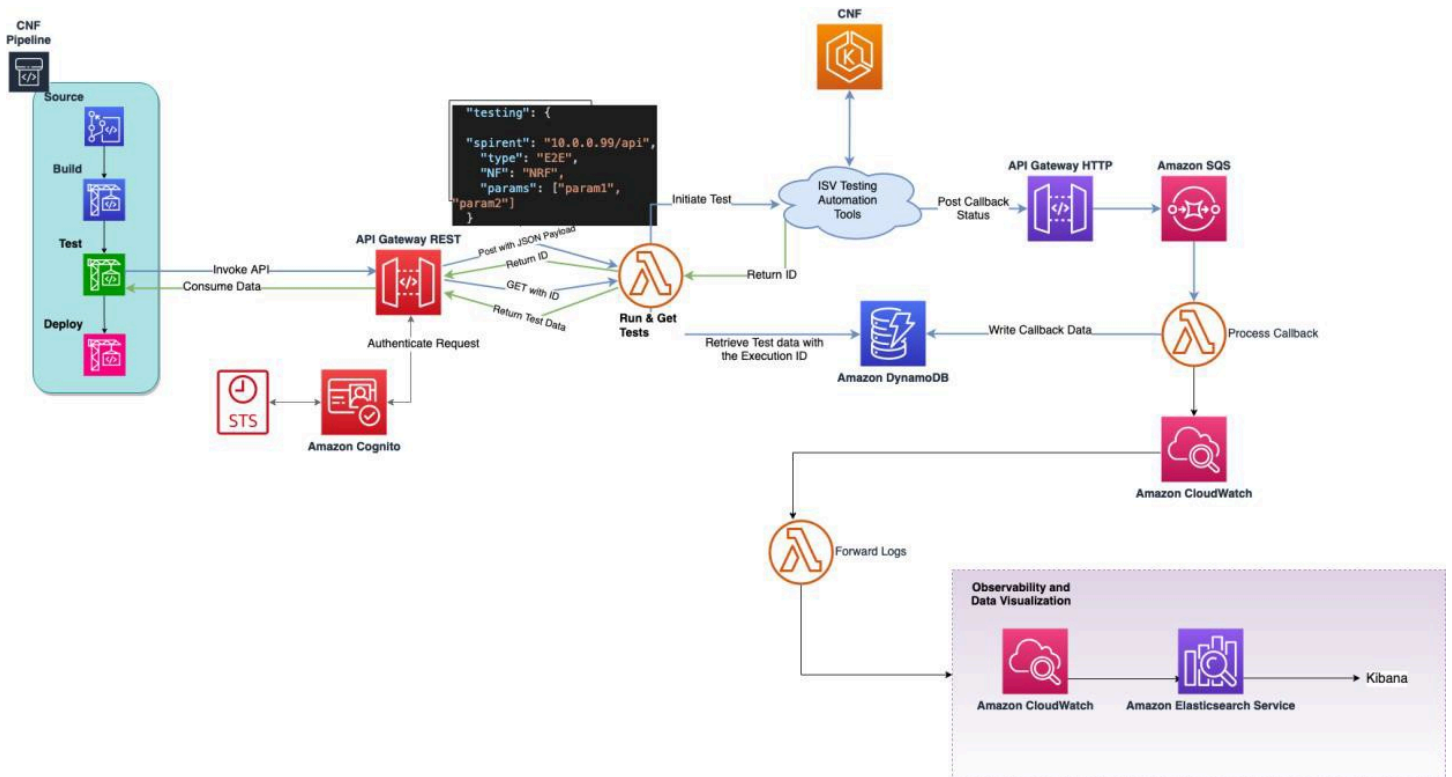 CNF
Pipeline
Source
Build
Test
Deploy
Invoke API
Consume Data
"testing": {
"spirent": "10.0.0.99/api",
"type": "E2E",
"NF": "NRF",
"params": ["param1",
"param2"]
}
API Gateway REST
Post with JSON Payload
Return ID
GET with ID
Return Test Data
Authenticate Request
STS
Amazon Cognito
Run & Get
Tests
Initiate Test
Return ID
CNF
ISV Testing
Automation
Tools
Post Callback
Status
API Gateway HTTP
Amazon SQS
Retrieve Test data with
the Execution ID
Amazon DynamoDB
Write Callback Data
Process Callback
Amazon CloudWatch
Forward Logs
Observability and
Data Visualization
Amazon CloudWatch
Amazon Elasticsearch Service
Kibana